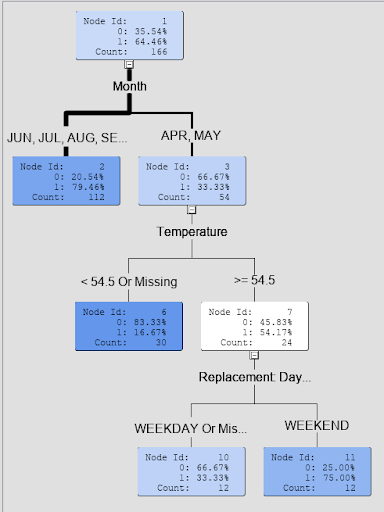 Node Id: 1
0: 35.54%
1: 64.46%
Count: 166
Month
JUN, JUL, AUG, SE...
APR, MAY
Node Id: 2
0: 20.54%
1: 79.46%
Count: 112
Node Id: 3
0: 66.67%
1: 33.33%
Count: 54
Temperature
< 54.5 Or Missing
>= 54.5
Node Id: 6
0: 83.33%
1: 16.67%
Count: 30
Node Id: 7
0: 45.83%
1: 54.17%
Count: 24
Replacement: Day...
WEEKDAY Or Mis...
WEEKEND
Node Id: 10
0: 66.67%
1: 33.33%
Count: 12
Node Id: 11
0: 25.00%
1: 75.00%
Count: 12